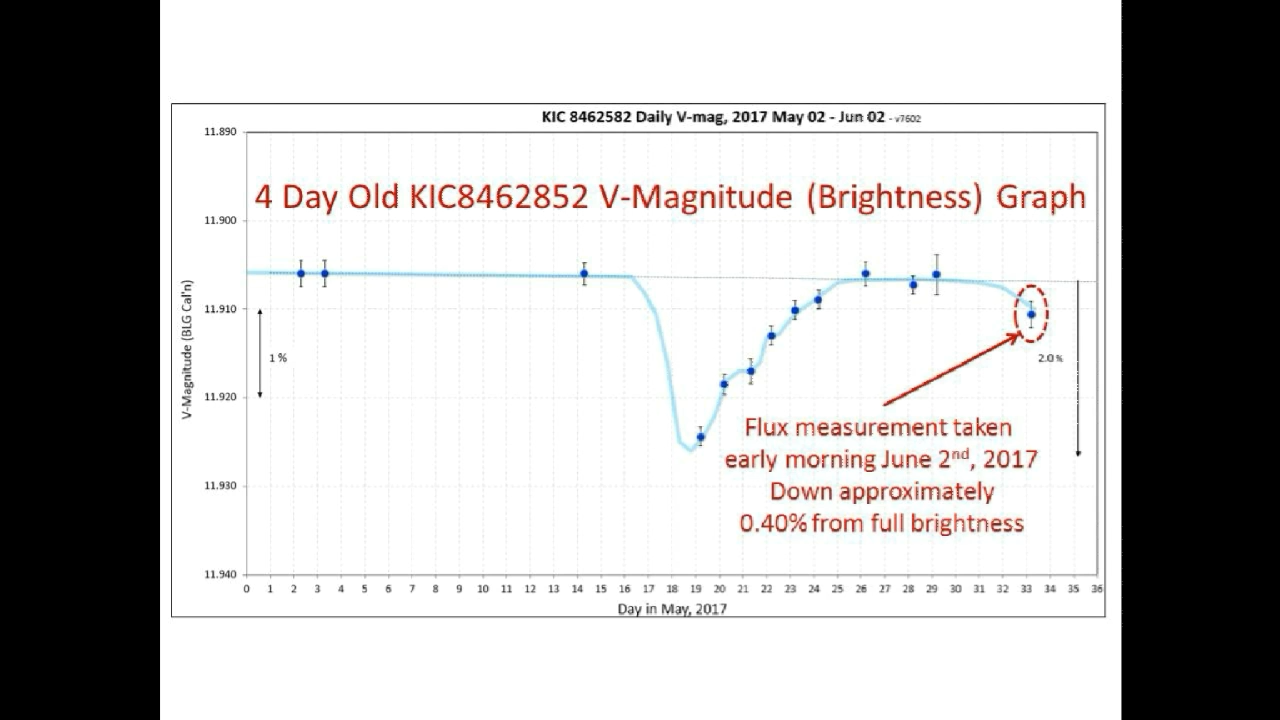 KIC 8462582 Daily V-mag, 2017 May 02 - Jun 02 - v7602
4 Day Old KIC8462852 V-Magnitude (Brightness) Graph
11.890
11.900
11.910
11.920
11.930
11.940
V-Magnitude (BLG Cal'n)
1 %
2.0 %
Flux measurement taken
early morning June 2nd, 2017
Down approximately
0.40% from full brightness
0 1 2 3 4 5 6 7 8 9 10 11 12 13 14 15 16 17 18 19 20 21 22 23 24 25 26 27 28 29 30 31 32 33 34 35 36
Day in May, 2017